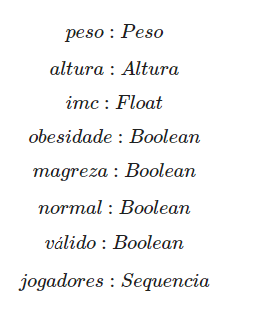 peso : Peso
altura : Altura
imc : Float
obesidade : Boolean
magreza : Boolean
normal : Boolean
válido : Boolean
jogadores : Sequencia